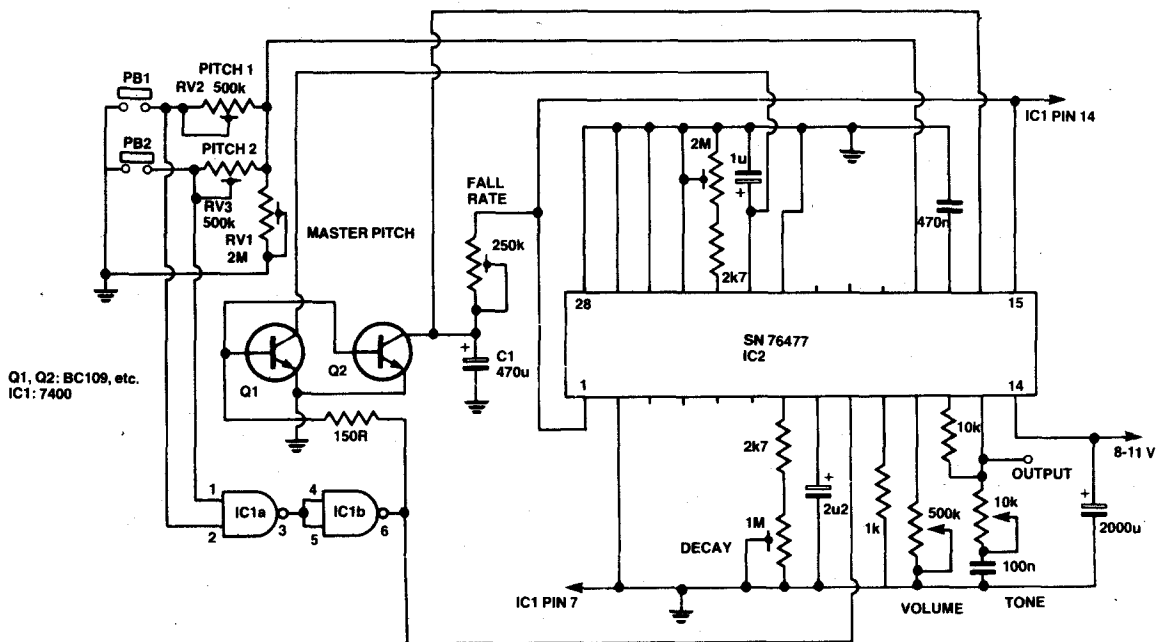 PB1
PITCH 1
RV2 500k
PB2
PITCH 2
RV3
500k
RV1
2M
MASTER PITCH
FALL
RATE
250k
2M
1u
+
2k7
470n
IC1 PIN 14
28
15
SN 76477
IC2
1
14
Q1
Q2
+
C1
470u
Q1, Q2: BC109, etc.
IC1: 7400
150R
1
2
IC1a
3
4
5
IC1b
6
2k7
1M
DECAY
+
2u2
1k
500k
VOLUME
10k
OUTPUT
10k
100n
TONE
8-11 V
+
2000u
IC1 PIN 7